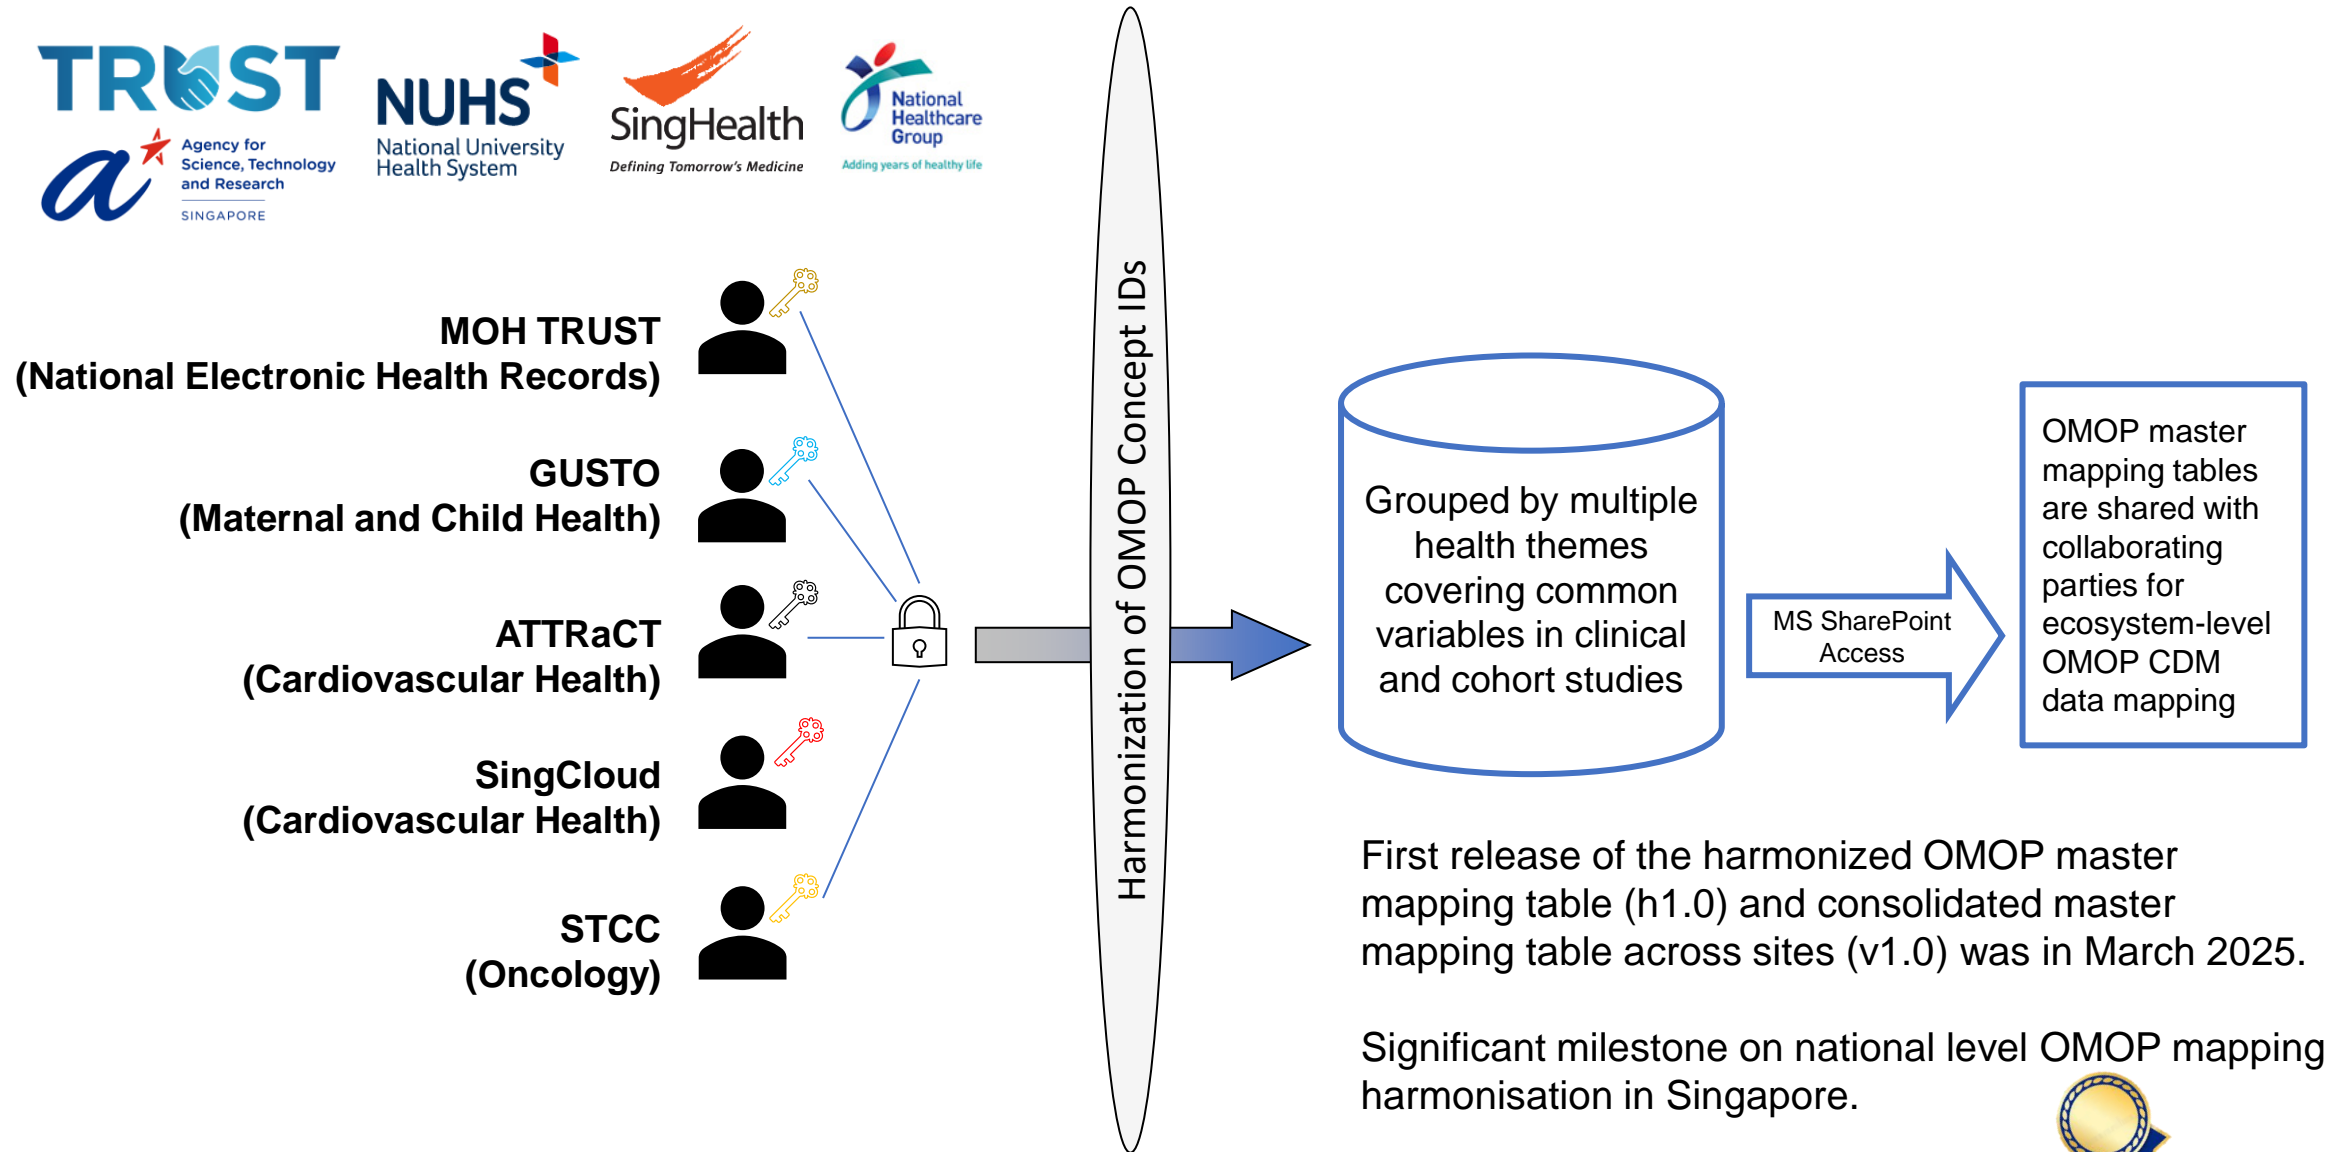 TRUST
Agency for
Science, Technology
and Research
SINGAPORE
NUHS
National University
Health System
SingHealth
Defining Tomorrow's Medicine
National
Healthcare
Group
Adding years of healthy life
MOH TRUST
(National Electronic Health Records)
GUSTO
(Maternal and Child Health)
ATTRaCT
(Cardiovascular Health)
SingCloud
(Cardiovascular Health)
STCC
(Oncology)
Harmonization of OMOP Concept IDs
Grouped by multiple
health themes
covering common
variables in clinical
and cohort studies
MS SharePoint
Access
OMOP master
mapping tables
are shared with
collaborating
parties for
ecosystem-level
OMOP CDM
data mapping
First release of the harmonized OMOP master
mapping table (h1.0) and consolidated master
mapping table across sites (v1.0) was in March 2025.
Significant milestone on national level OMOP mapping
harmonisation in Singapore.